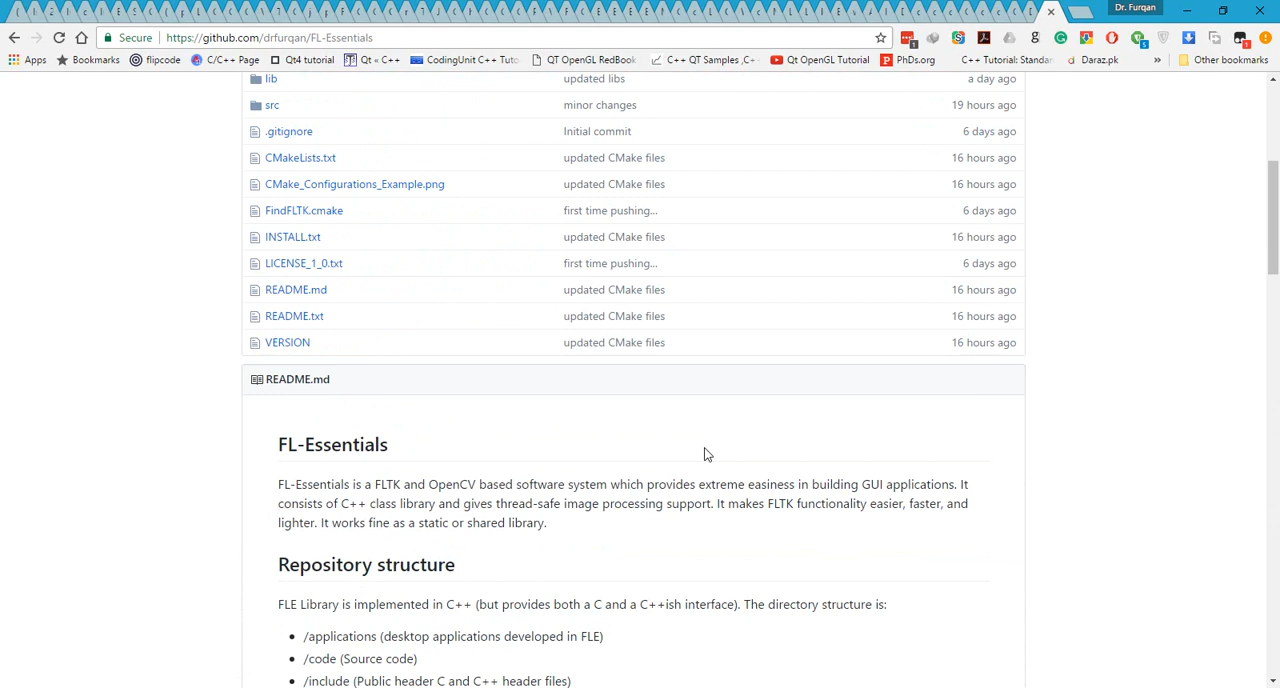 Dr. Furqan
Secure https://github.com/drfurqan/FL-Essentials
Apps Bookmarks flipcode C/C++ Page Qt4 tutorial Qt « C++ CodingUnit C++ Tuto QT OpenGL RedBook C++ QT Samples ,C+ Qt OpenGL Tutorial PhDs.org C++ Tutorial: Standar Daraz.pk » Other bookmarks
lib updated libs a day ago
src minor changes 19 hours ago
.gitignore Initial commit 6 days ago
CMakeLists.txt updated CMake files 16 hours ago
CMake_Configurations_Example.png updated CMake files 16 hours ago
FindFLTK.cmake first time pushing... 6 days ago
INSTALL.txt updated CMake files 16 hours ago
LICENSE_1_0.txt first time pushing... 6 days ago
README.md updated CMake files 16 hours ago
README.txt updated CMake files 16 hours ago
VERSION updated CMake files 16 hours ago
README.md
FL-Essentials
FL-Essentials is a FLTK and OpenCV based software system which provides extreme easiness in building GUI applications. It
consists of C++ class library and gives thread-safe image processing support. It makes FLTK functionality easier, faster, and
lighter. It works fine as a static or shared library.
Repository structure
FLE Library is implemented in C++ (but provides both a C and a C++ish interface). The directory structure is:
/applications (desktop applications developed in FLE)
/code (Source code)
/include (Public header C and C++ header files)